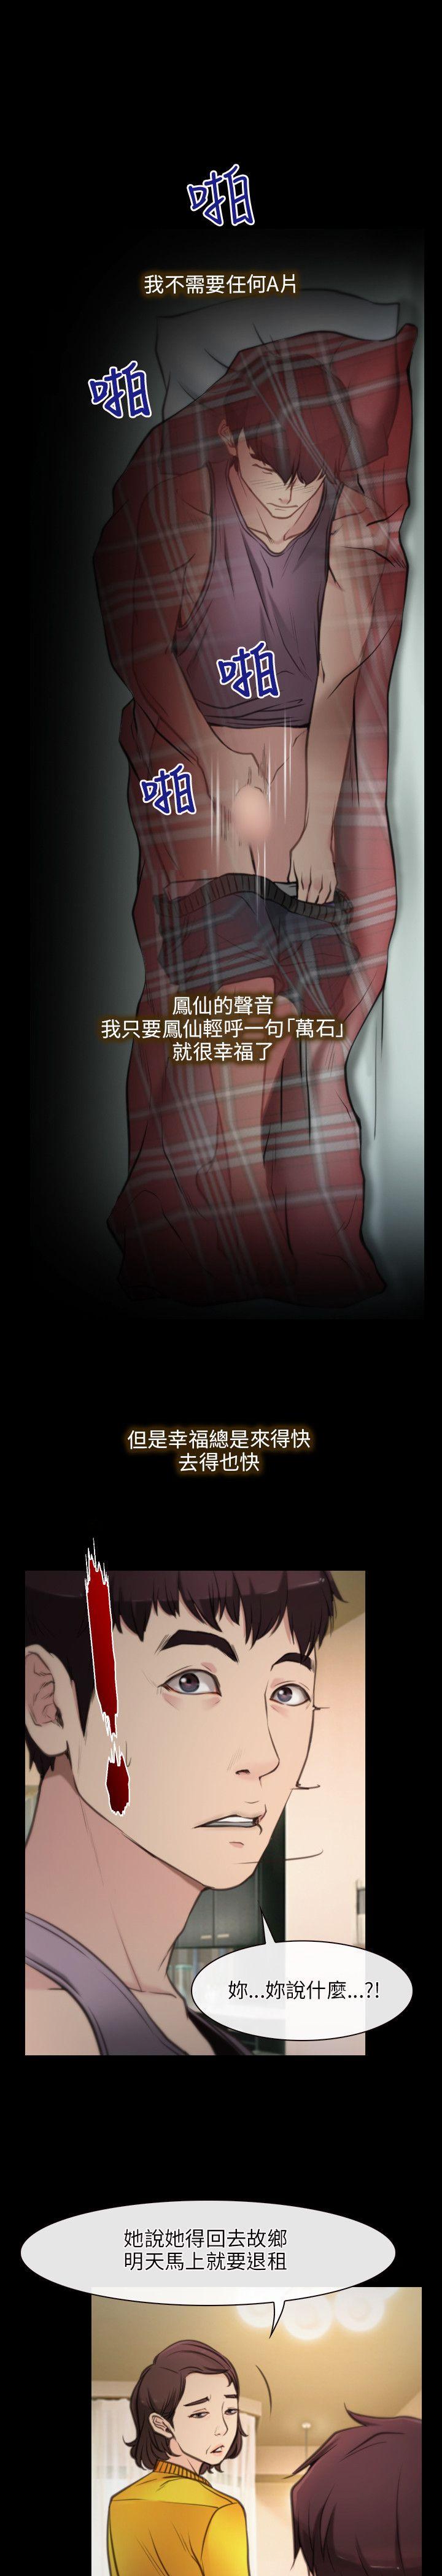 啪
我不需要任何A片
啪
啪
啪
鳳仙的聲音
我只要鳳仙輕呼一句「萬石」
就很幸福了
但是幸福總是來得快
去得也快
妳...妳說什麼...?!
她說她得回去故鄉
明天馬上就要退租